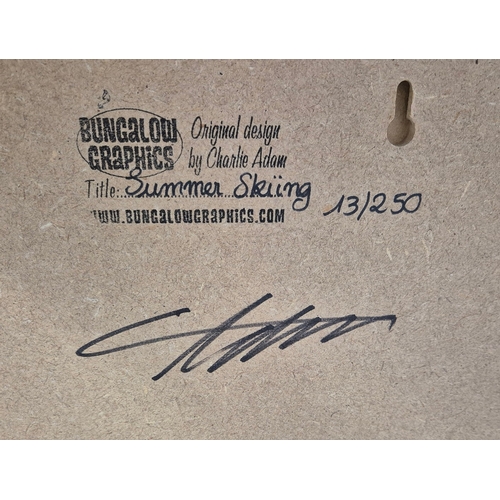 BUNGALOW
GRAPHICS
Original design
by Charlie Adam
Title: Summer Skiing
13/250
WWW.BUNGALOWGRAPHICS.COM